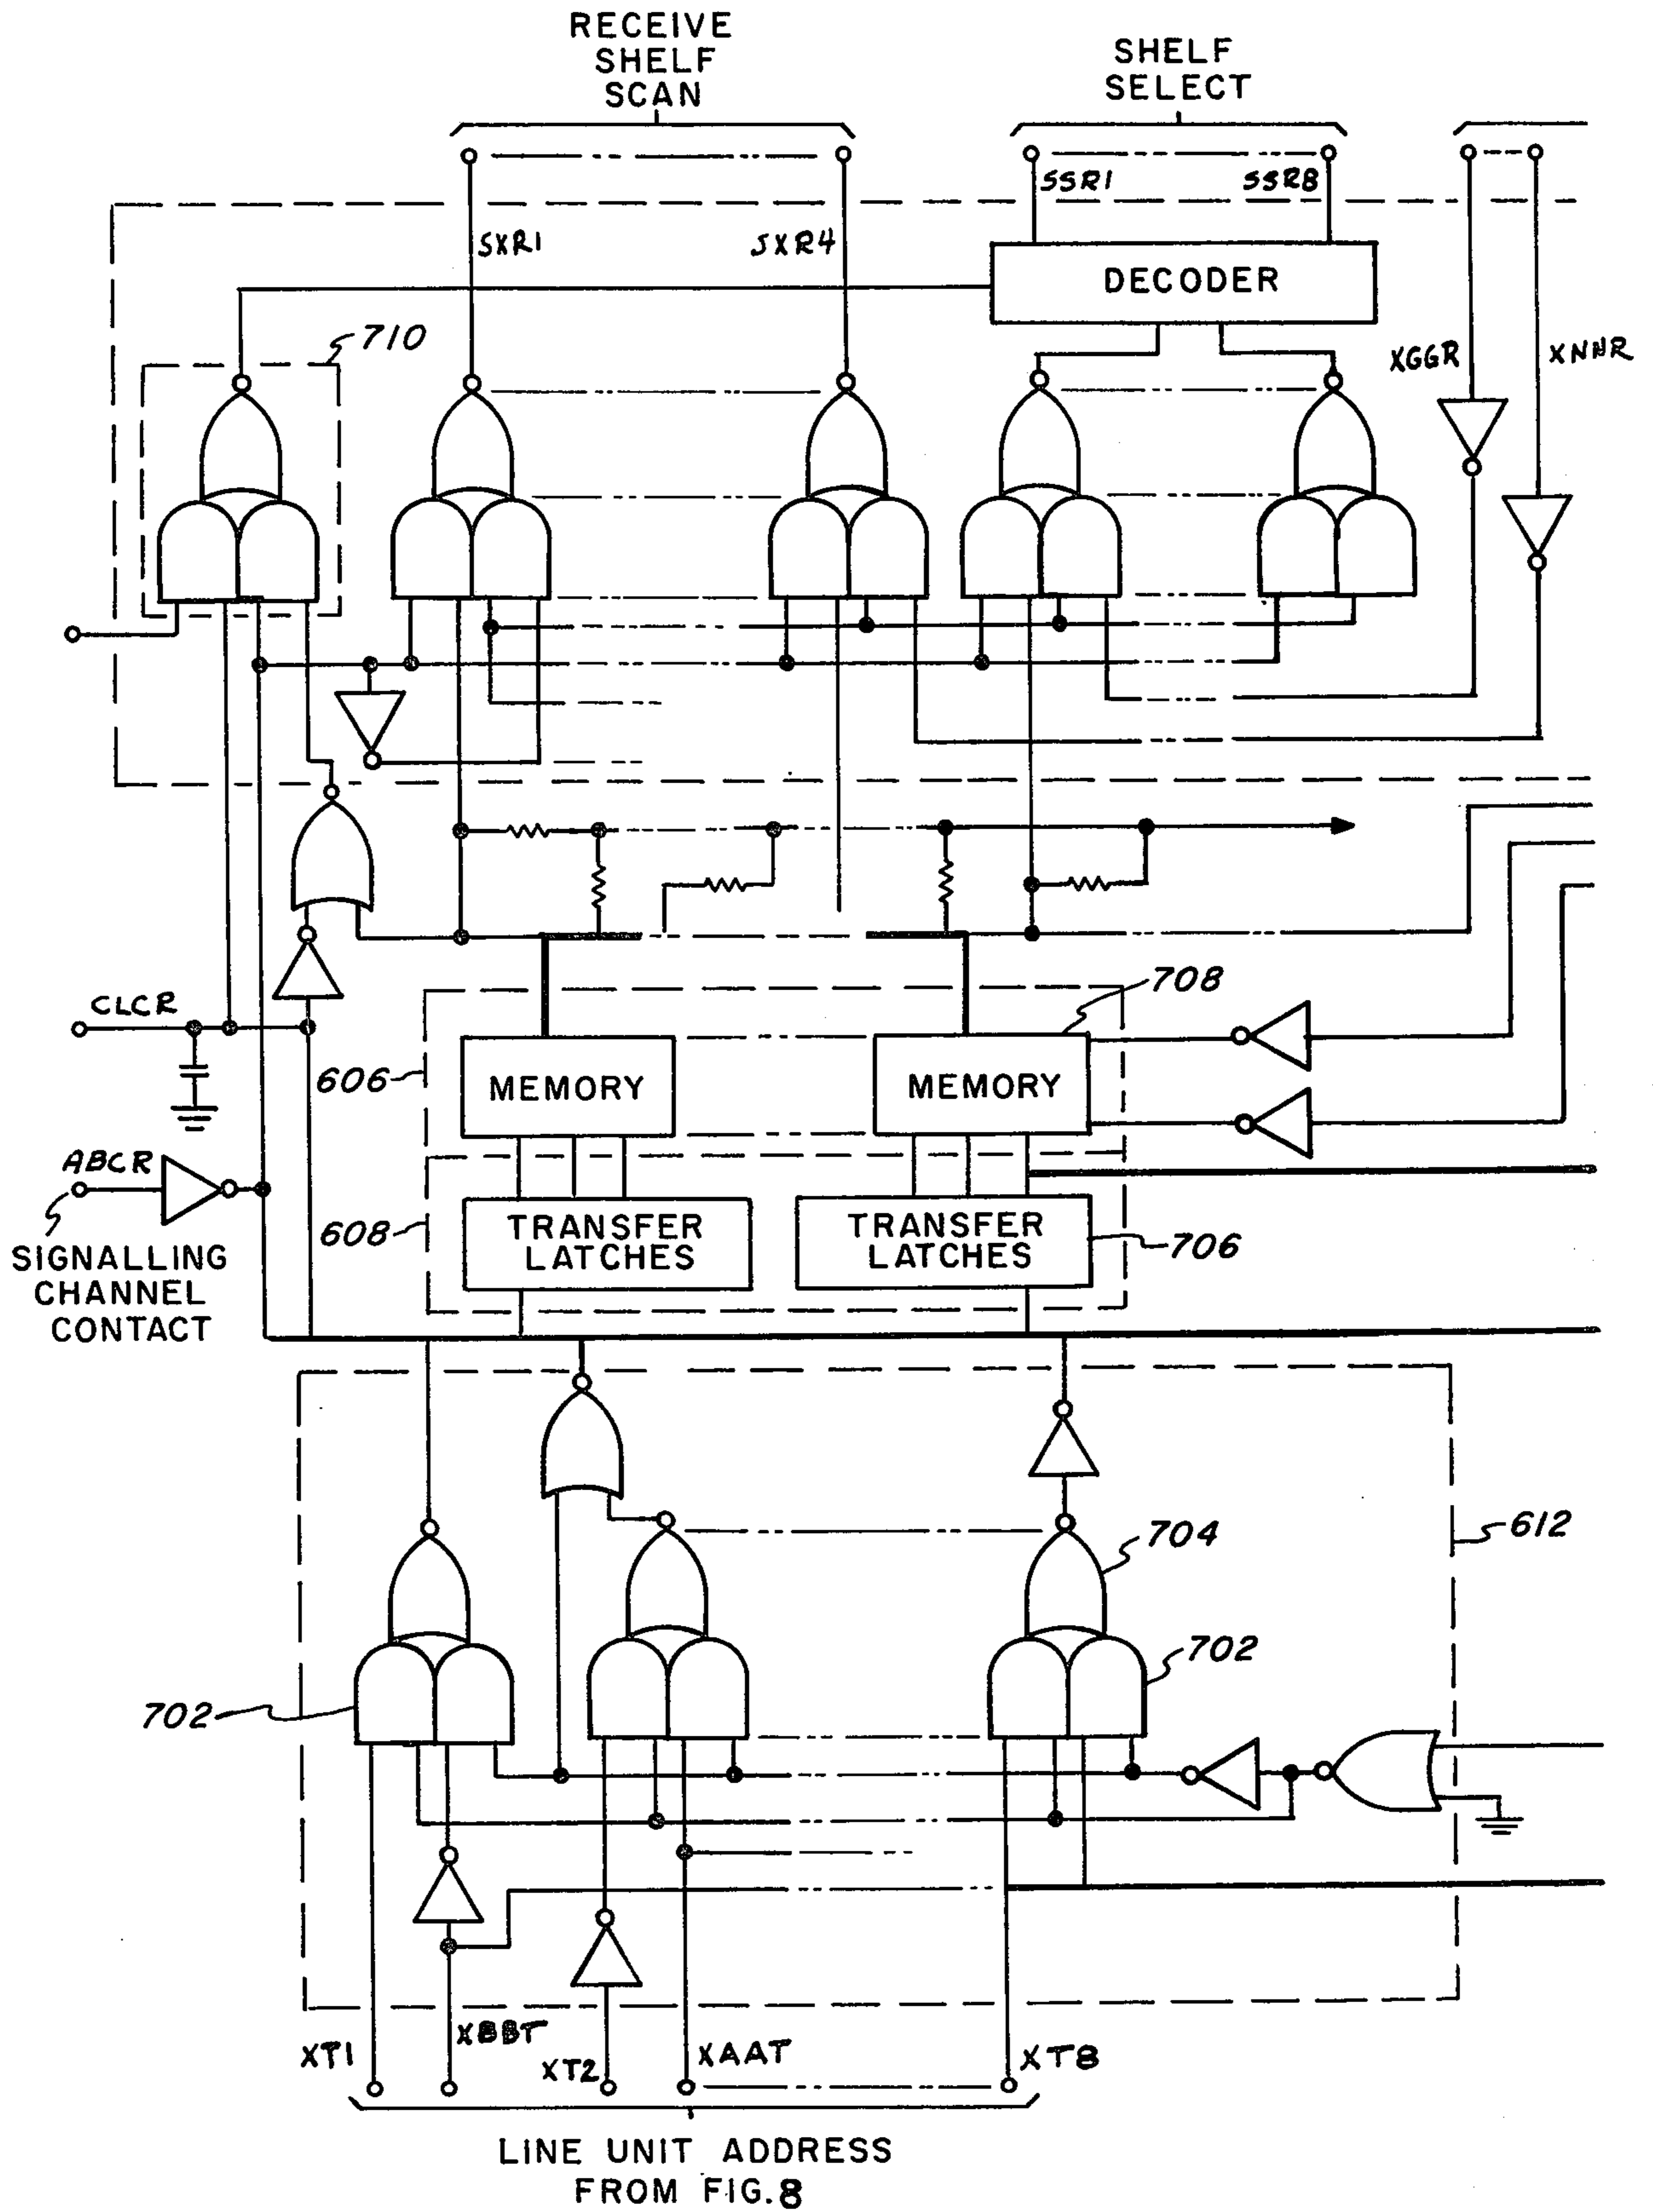 RECEIVE
SHELF
SCAN
SHELF
SELECT
SSR1
SSR8
SXR1
SXR4
DECODER
710
XGGR
XNNR
CLCR
708
606
MEMORY
MEMORY
ABCR
608
TRANSFER
LATCHES
TRANSFER
LATCHES
706
SIGNALLING
CHANNEL
CONTACT
704
612
702
702
XT1
XBBT
XT2
XAAT
XT8
LINE UNIT ADDRESS
FROM FIG.8